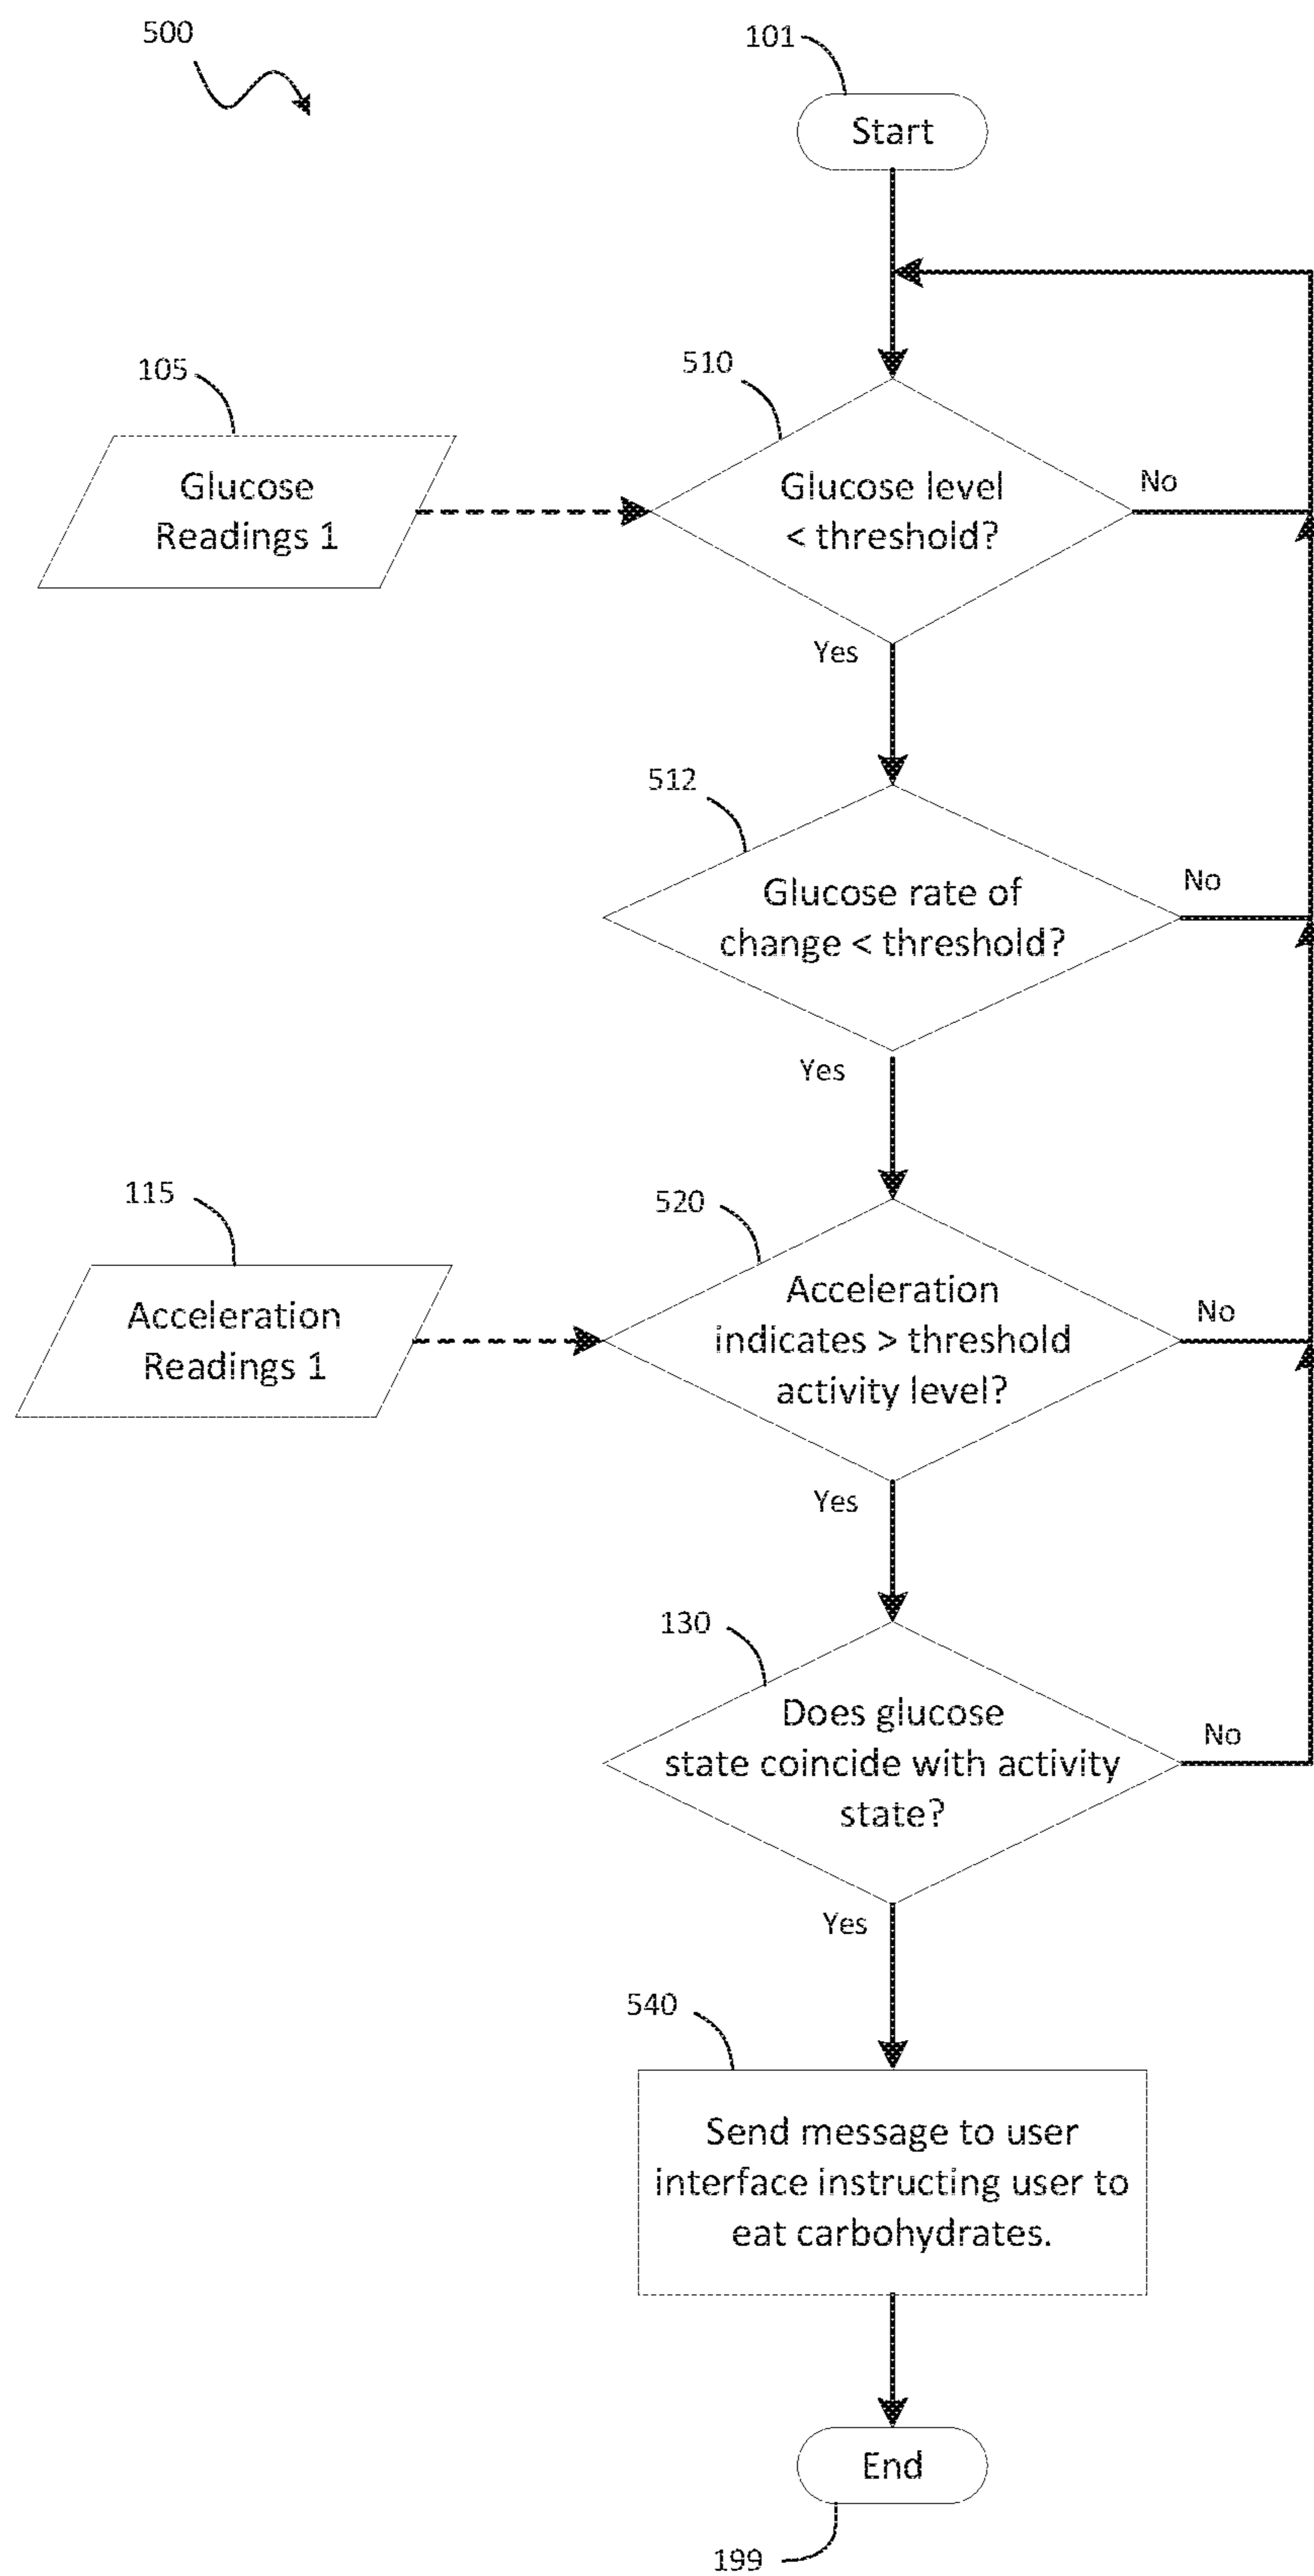 500
101
Start
105
510
Glucose
Readings 1
Glucose level
< threshold?
No
Yes
512
Glucose rate of
change < threshold?
No
Yes
115
520
Acceleration
Readings 1
Acceleration
indicates > threshold
activity level?
No
Yes
130
Does glucose
state coincide with activity
state?
No
Yes
540
Send message to user
interface instructing user to
eat carbohydrates.
End
199